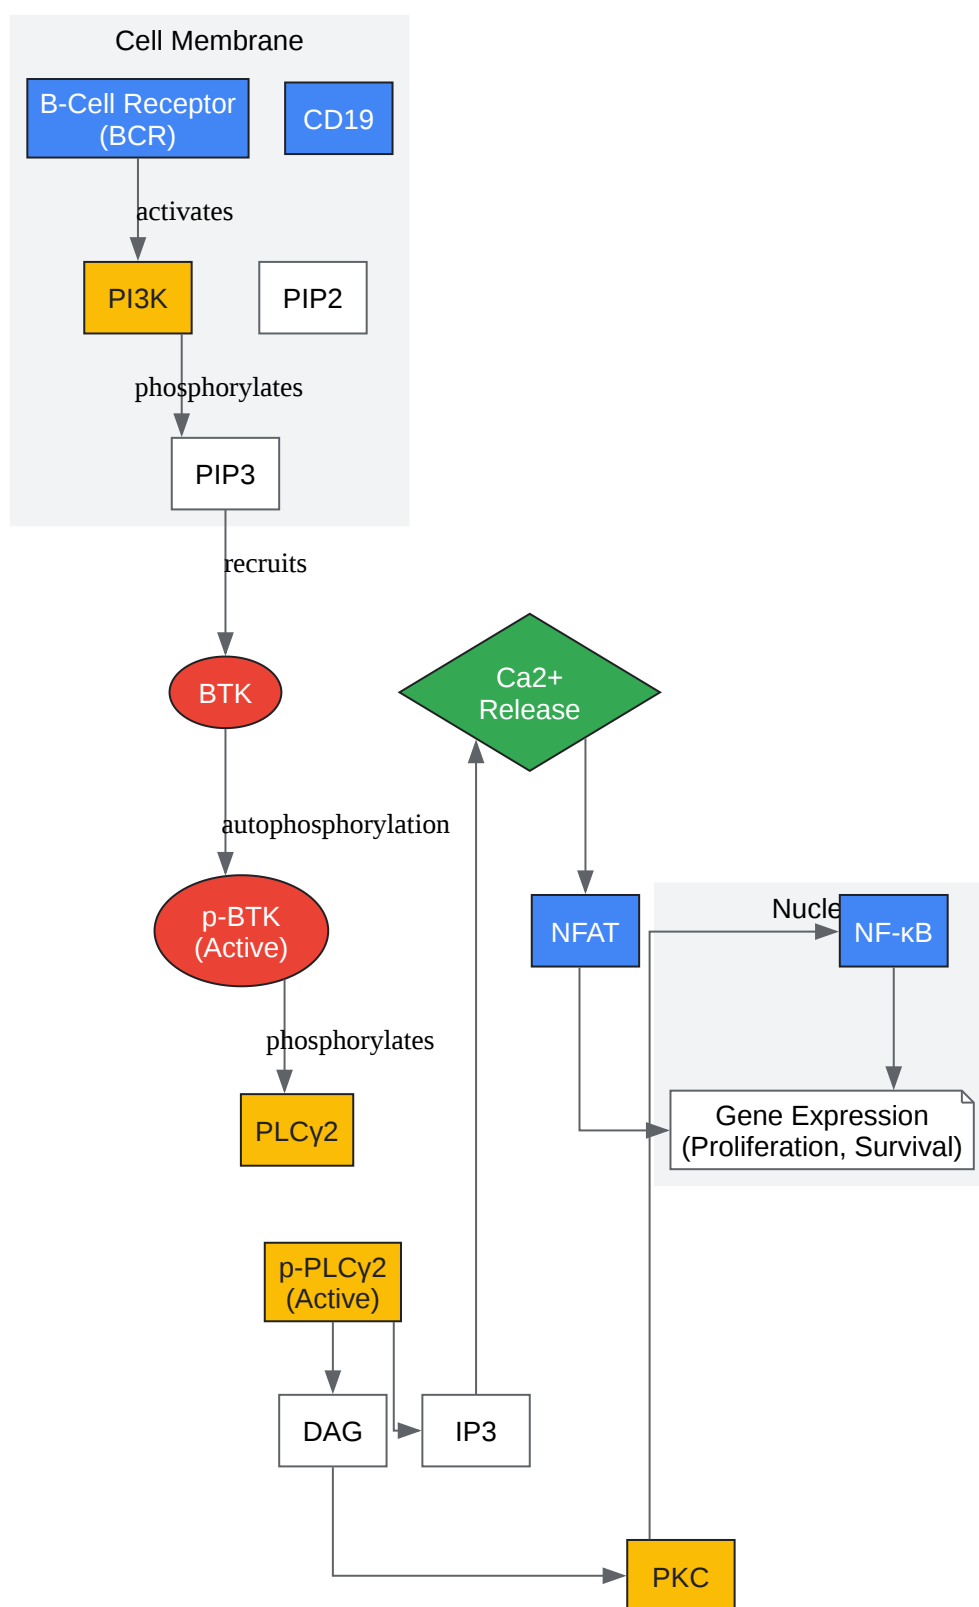 Cell Membrane
B-Cell Receptor
(BCR)
CD19
activates
PI3K
PIP2
phosphorylates
PIP3
recruits
BTK
Ca2+
Release
autophosphorylation
p-BTK
(Active)
NFAT
Nucle
NF-κB
phosphorylates
PLCγ2
Gene Expression
(Proliferation, Survival)
p-PLCγ2
(Active)
DAG
IP3
PKC